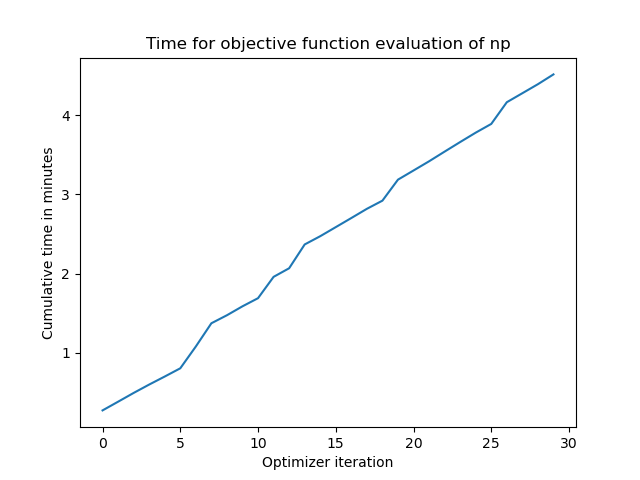 Time for objective function evaluation of np
Cumulative time in minutes
4
3
2
1
0 5 10 15 20 25 30
Optimizer iteration